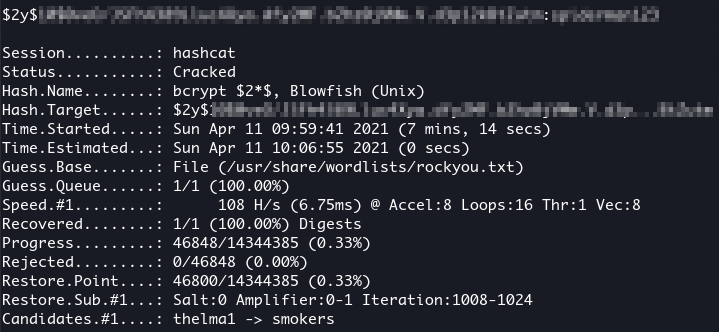 $2y$
Session..........: hashcat
Status...........: Cracked
Hash.Name........: bcrypt $2*$, Blowfish (Unix)
Hash.Target......: $2y$
Time.Started.....: Sun Apr 11 09:59:41 2021 (7 mins, 14 secs)
Time.Estimated...: Sun Apr 11 10:06:55 2021 (0 secs)
Guess.Base.......: File (/usr/share/wordlists/rockyou.txt)
Guess.Queue......: 1/1 (100.00%)
Speed.#1.........:      108 H/s (6.75ms) @ Accel:8 Loops:16 Thr:1 Vec:8
Recovered........: 1/1 (100.00%) Digests
Progress.........: 46848/14344385 (0.33%)
Rejected.........: 0/46848 (0.00%)
Restore.Point....: 46800/14344385 (0.33%)
Restore.Sub.#1...: Salt:0 Amplifier:0-1 Iteration:1008-1024
Candidates.#1....: thelma1 -> smokers